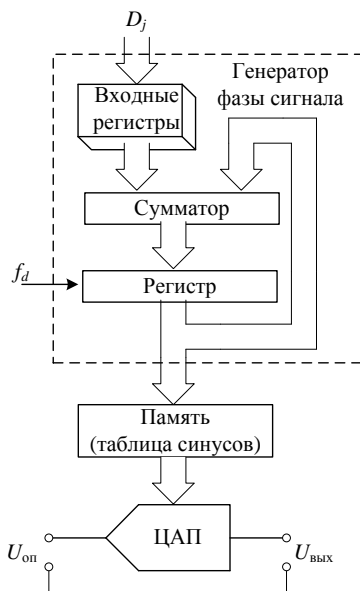 D_j
Генератор
фазы сигнала
Входные
регистры
Сумматор
f_d
Регистр
Память
(таблица синусов)
ЦАП
U_оп
U_вых